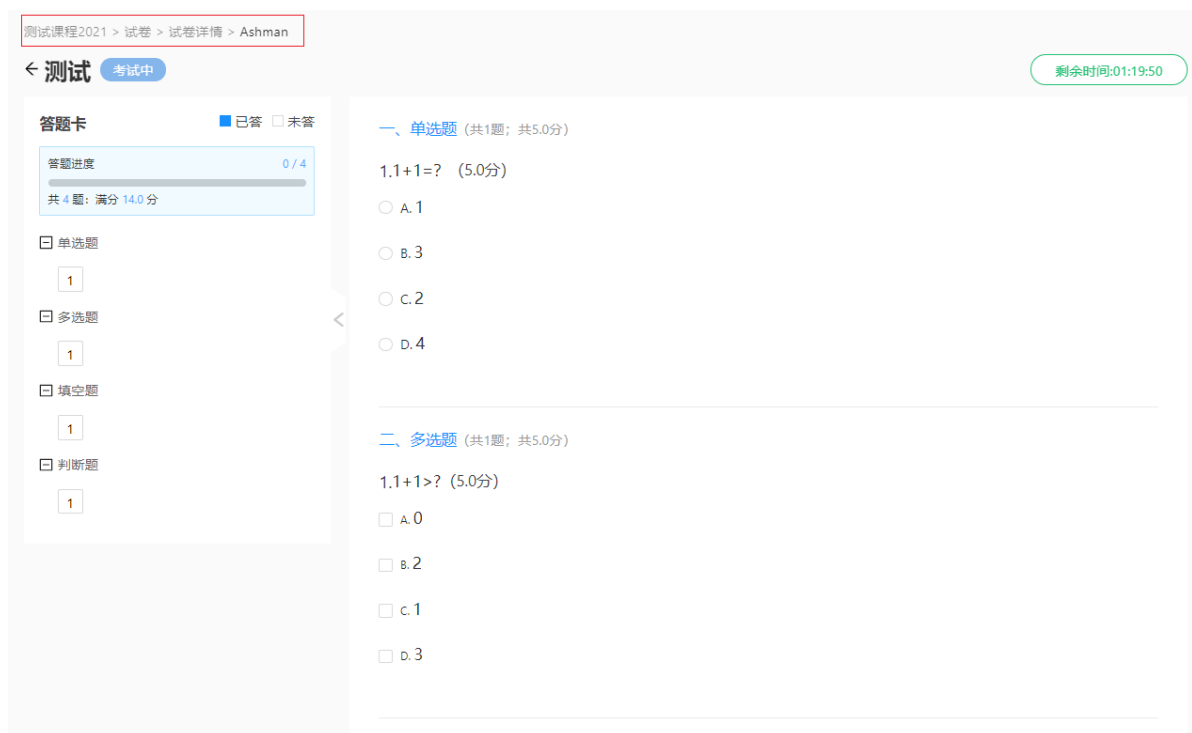 测试课程2021 > 试卷 > 试卷详情 > Ashman
测试 考试中
剩余时间:01:19:50
答题卡 已答 未答
答题进度 0 / 4
共 4 题；满分 14.0 分
单选题
1
多选题
1
填空题
1
判断题
1
一、单选题 (共1题；共5.0分)
1.1+1=? (5.0分)
A.1
B.3
C.2
D.4
二、多选题 (共1题；共5.0分)
1.1+1>? (5.0分)
A.0
B.2
C.1
D.3